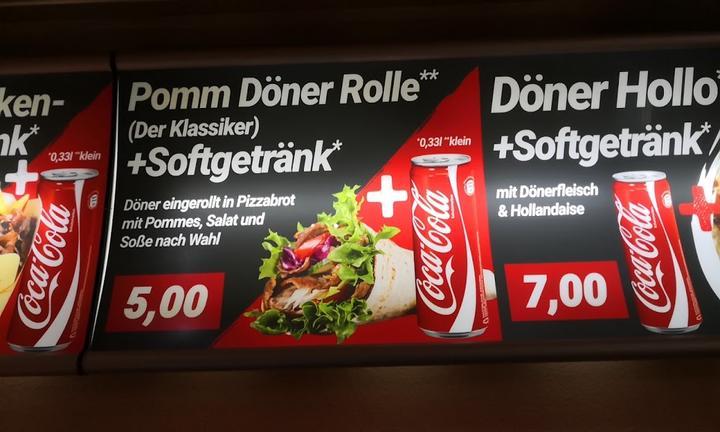 ken-
nk*
*0,33l **klein
Coca-Cola
Pomm Döner Rolle**
(Der Klassiker)
+Softgetränk*
*0,33l **klein
Döner eingerollt in Pizzabrot
mit Pommes, Salat und
Soße nach Wahl
5,00
Coca-Cola
Döner Hollo
+Softgetränk*
mit Dönerfleisch
& Hollandaise
7,00
Coca-Cola